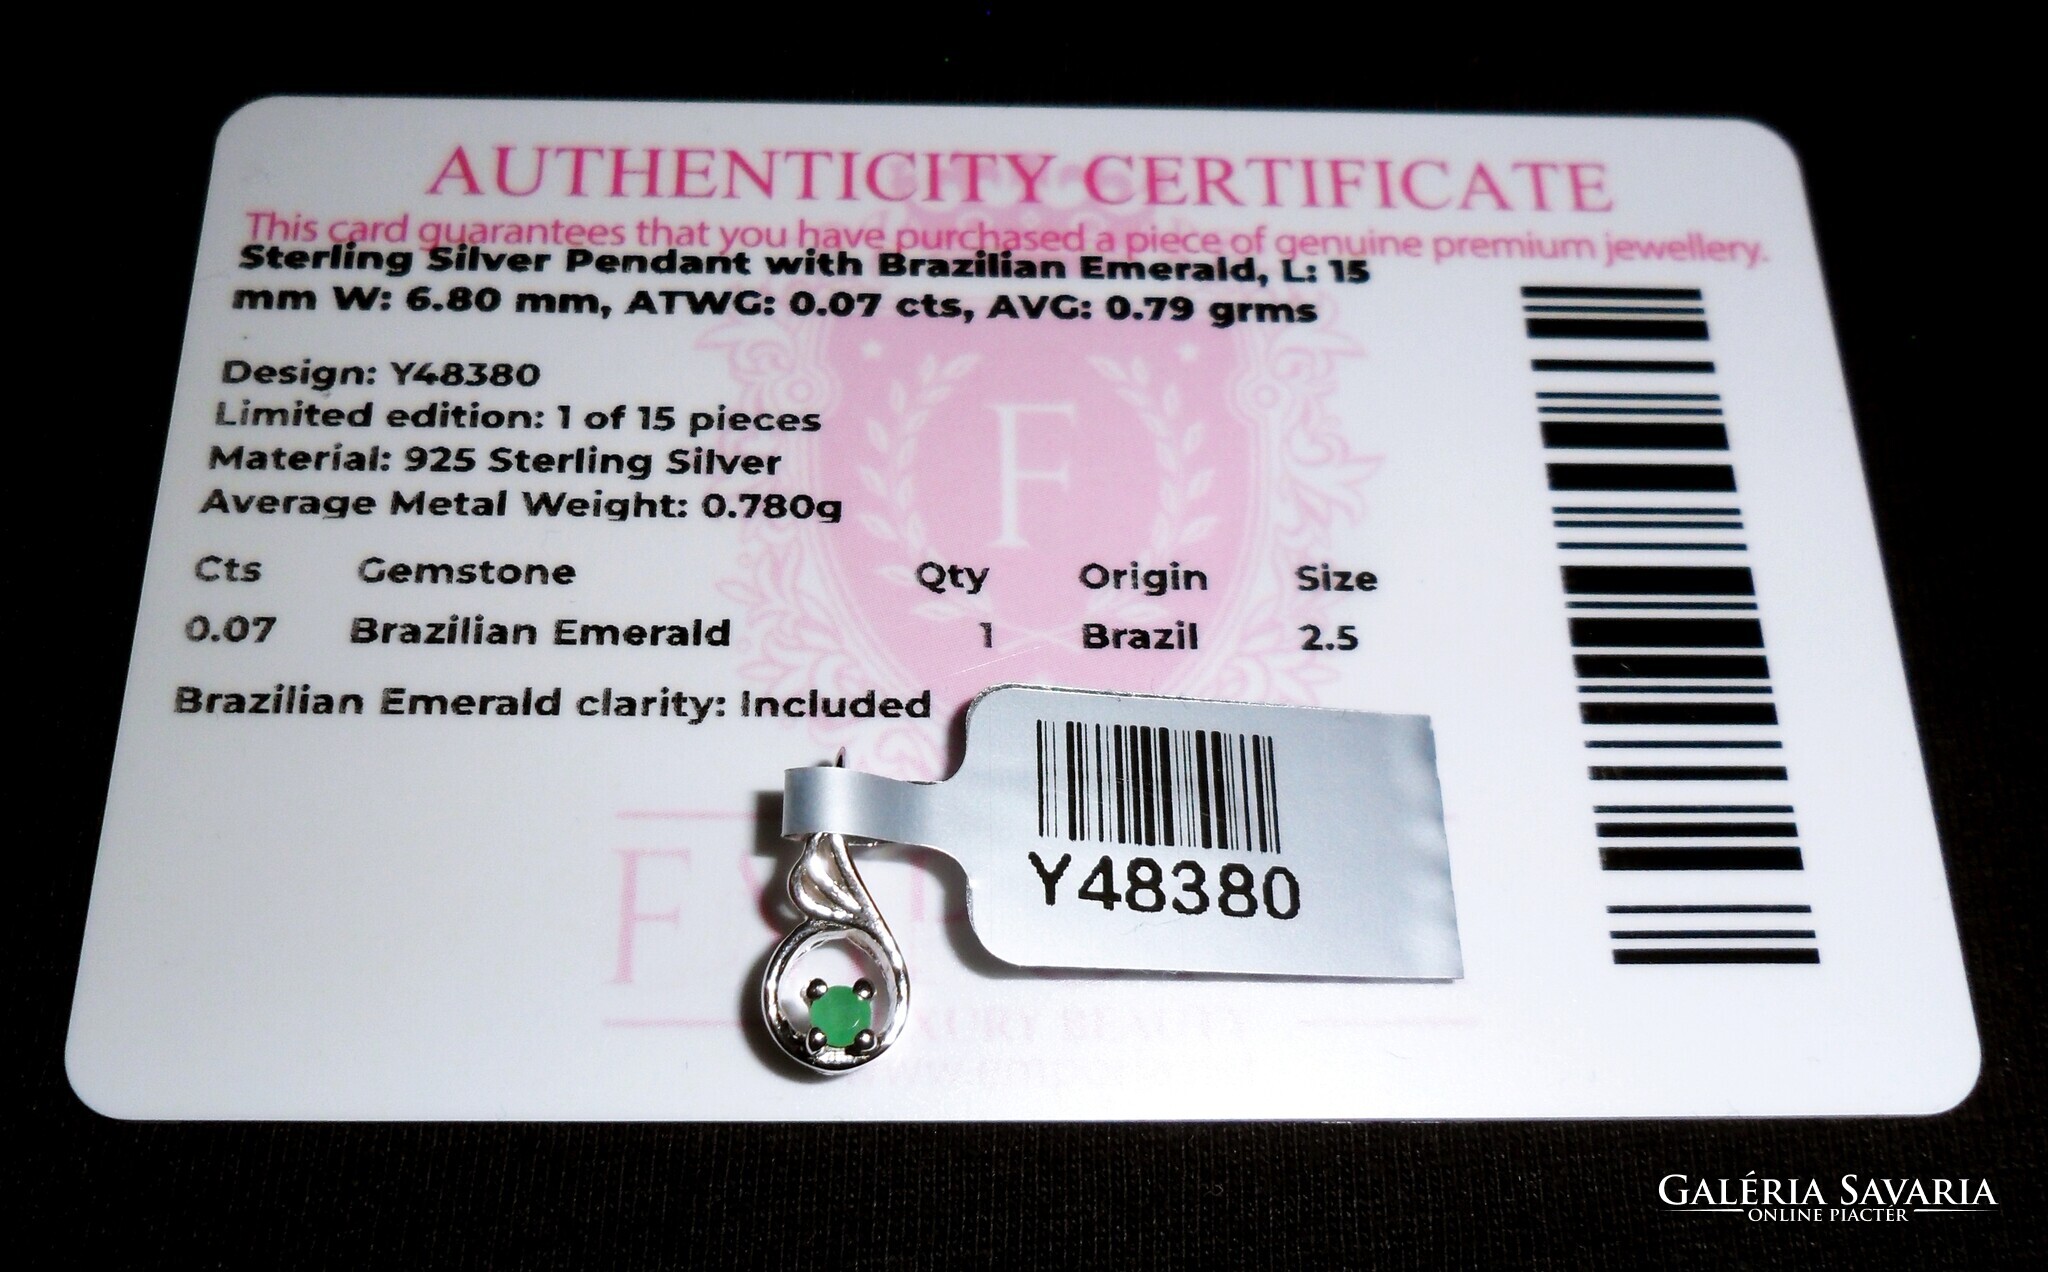 AUTHENTICITY CERTIFICATE
This card guarantees that you have purchased a piece of genuine premium jewellery.
Sterling Silver Pendant with Brazilian Emerald, L: 15
mm W: 6.80 mm, ATWG: 0.07 cts, AVG: 0.79 grms
Design: Y48380
Limited edition: 1 of 15 pieces
Material: 925 Sterling Silver
Average Metal Weight: 0.780g
F
Cts Gemstone Qty Origin Size
0.07 Brazilian Emerald 1 Brazil 2.5
Brazilian Emerald clarity: Included
Y48380
F
BEAUTY
GALÉRIA SAVARIA
ONLINE PIACTÉR